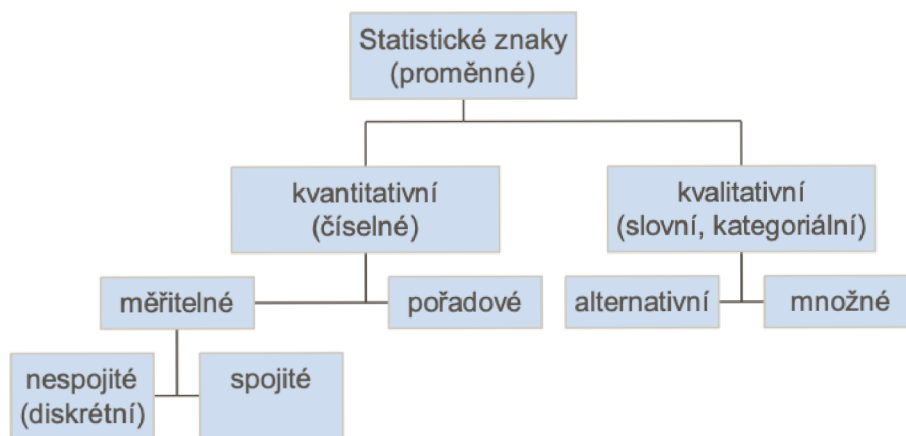 Statistické znaky
(proměnné)
kvantitativní
(číselné)
kvalitativní
(slovní, kategoriální)
měřitelné
pořadové
alternativní
množné
nespojité
(diskrétní)
spojité